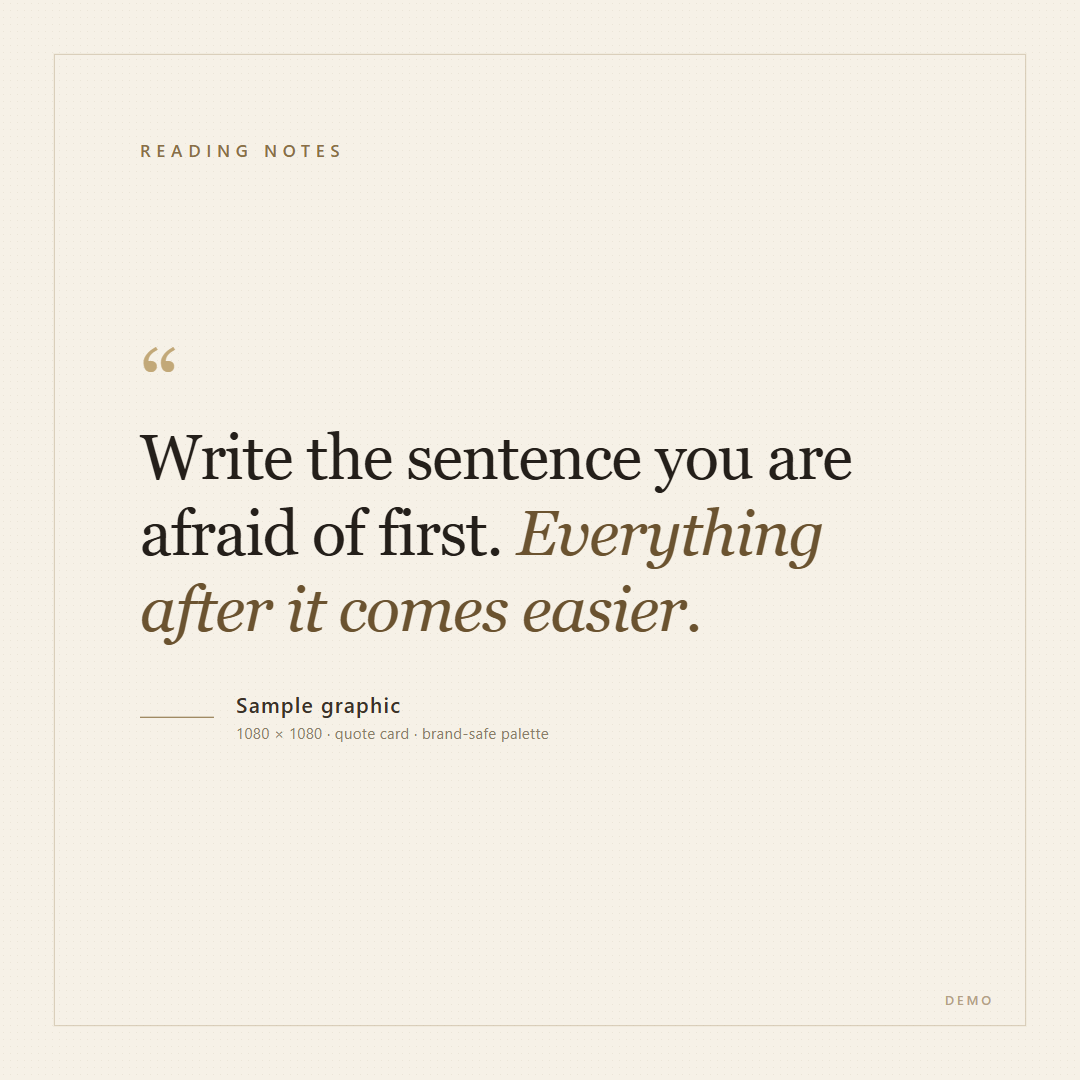 READING NOTES
“
Write the sentence you are
afraid of first. Everything
after it comes easier.
Sample graphic
1080 × 1080 · quote card · brand-safe palette
DEMO